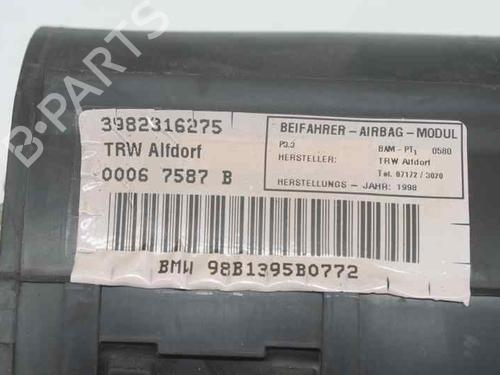 3982316275
TRW Alfdorf
0006 7587 B
BEIFAHRER-AIRBAG-MODUL
P3.2 BAM-PT1 0580
HERSTELLER: TRW Alfdorf
Tel. 07172/3020
HERSTELLUNGS-JAHR: 1998
BMW 98B1395B0772
B-PARTS